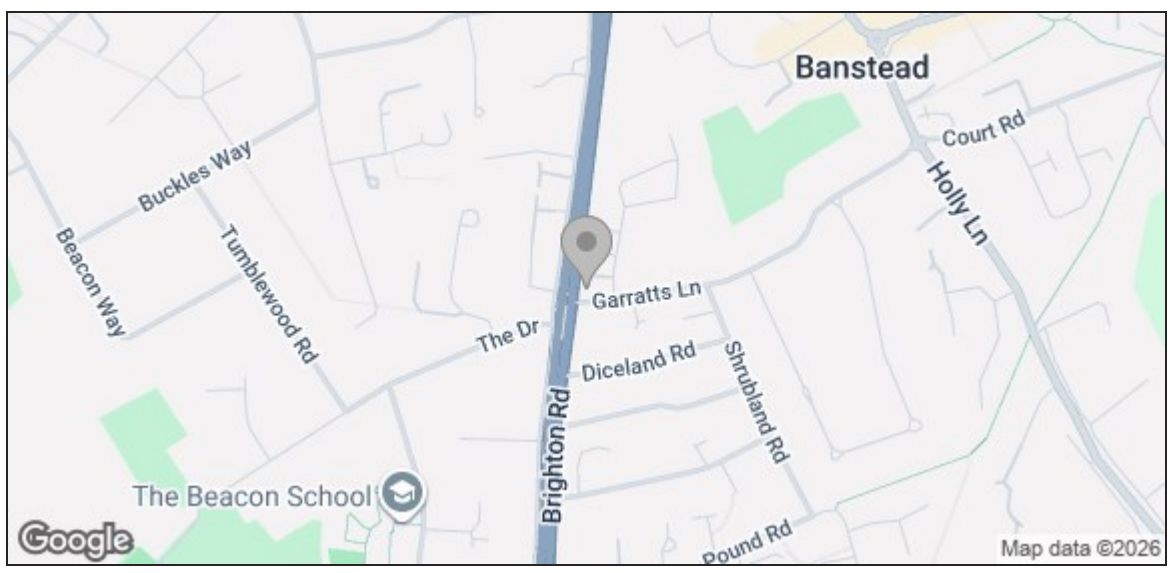 Banstead
Court Rd
Buckles Way
Holly Ln
Tumblewood Rd
Beacon Way
Garratts Ln
The Dr
Diceland Rd
Shrubland Rd
Brighton Rd
The Beacon School
Pound Rd
Google
Map data ©2026